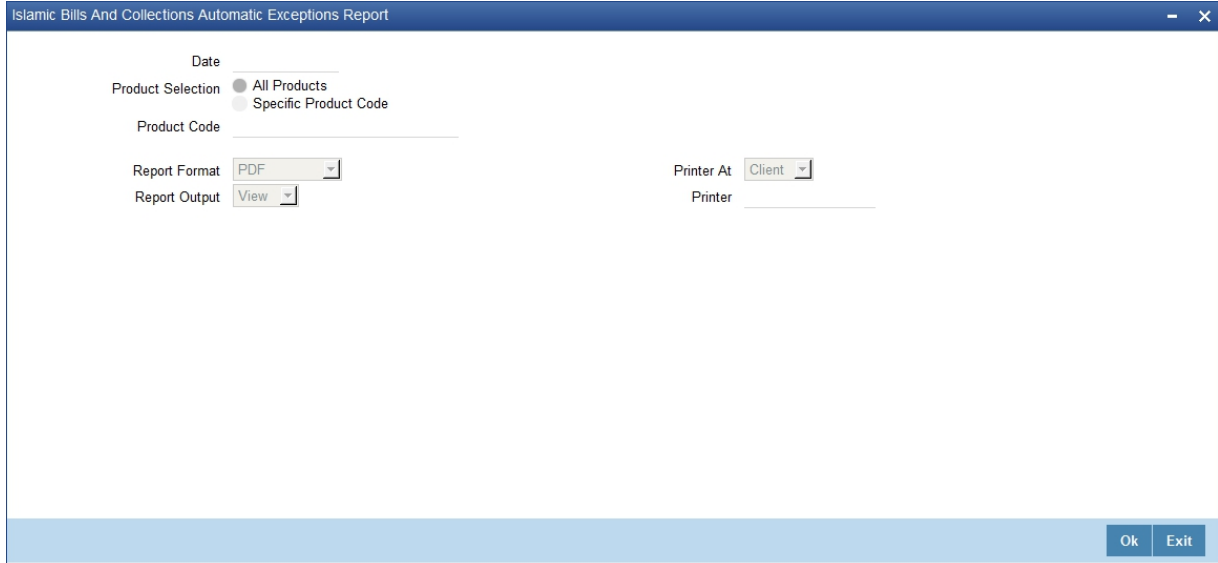 Islamic Bills And Collections Automatic Exceptions Report
Date
Product Selection All Products
Specific Product Code
Product Code
Report Format PDF Printer At Client
Report Output View Printer
Ok Exit